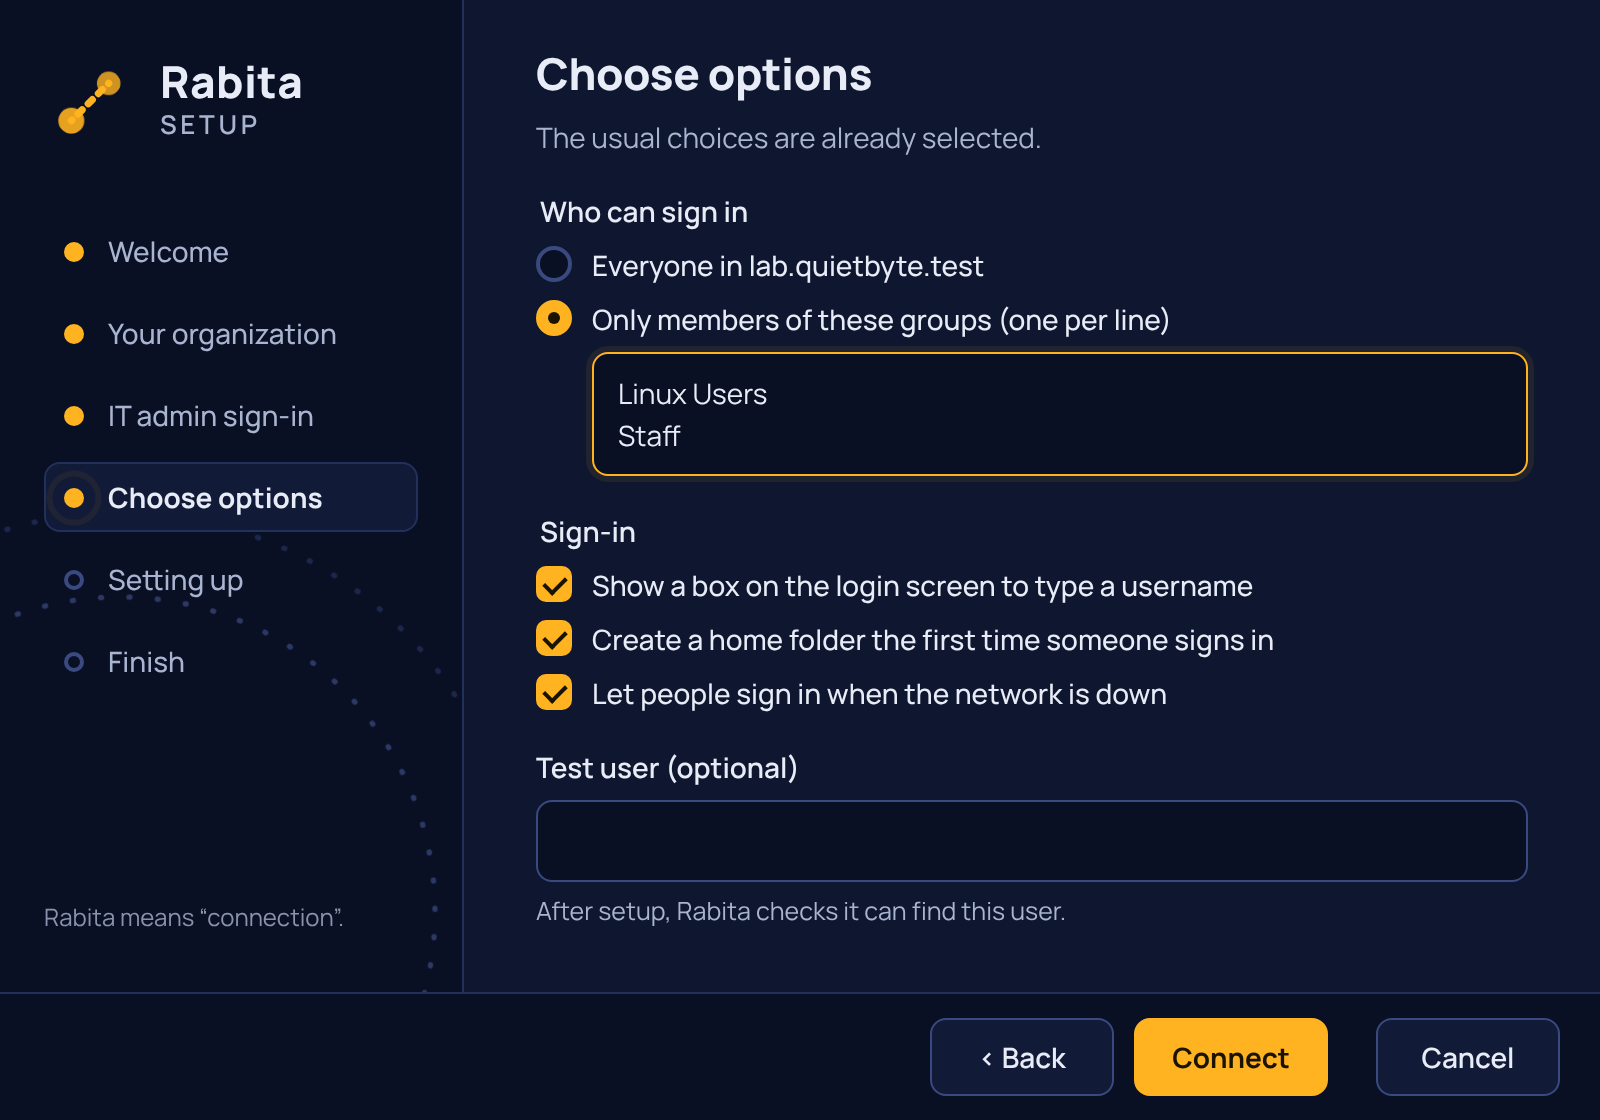 Rabita
SETUP
Welcome
Your organization
IT admin sign-in
Choose options
Setting up
Finish
Rabita means “connection”.
Choose options
The usual choices are already selected.
Who can sign in
Everyone in lab.quietbyte.test
Only members of these groups (one per line)
Linux Users
Staff
Sign-in
Show a box on the login screen to type a username
Create a home folder the first time someone signs in
Let people sign in when the network is down
Test user (optional)
After setup, Rabita checks it can find this user.
‹ Back
Connect
Cancel